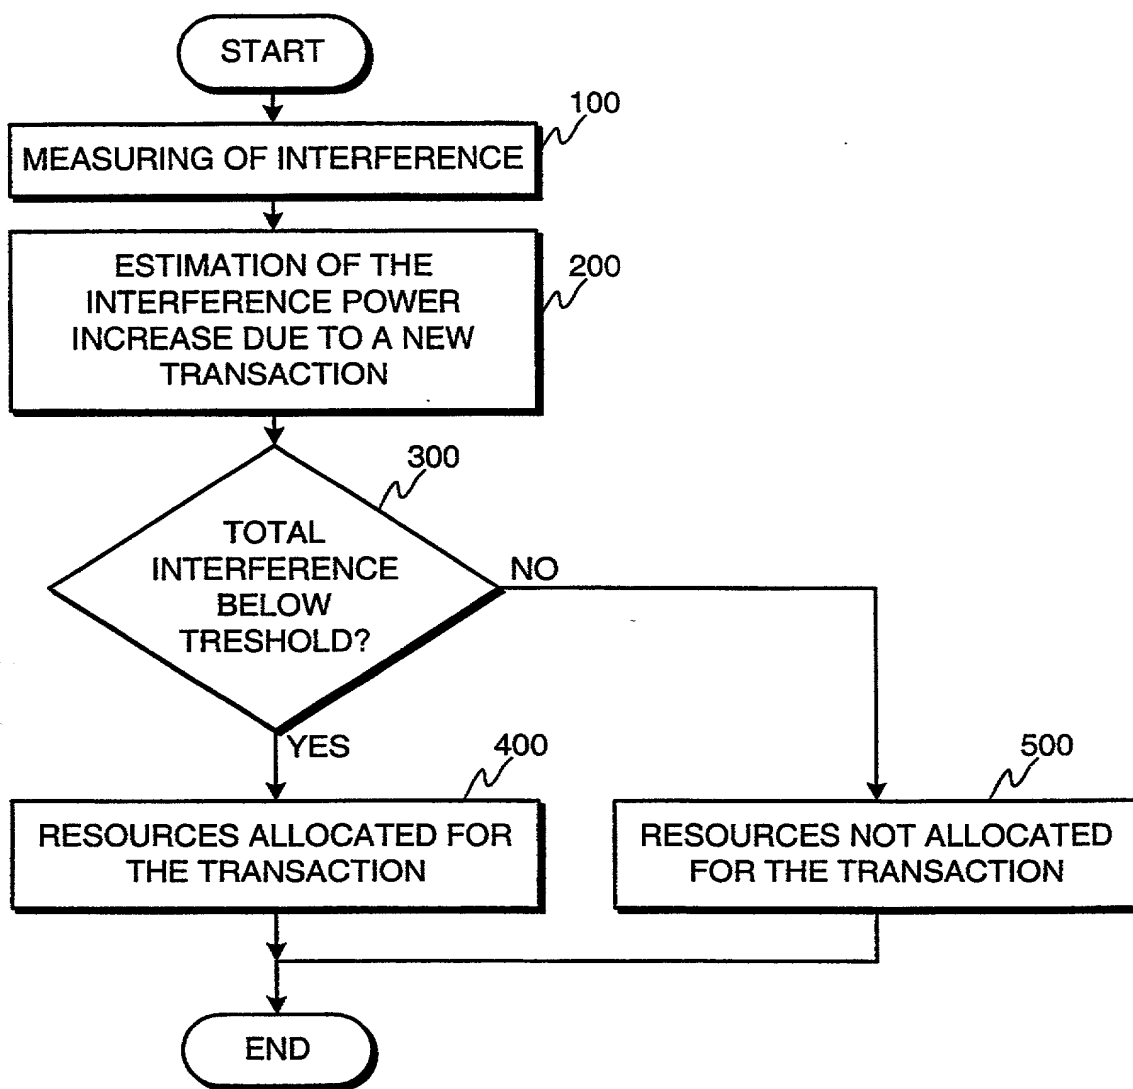 START
100
MEASURING OF INTERFERENCE
200
ESTIMATION OF THE
INTERFERENCE POWER
INCREASE DUE TO A NEW
TRANSACTION
300
TOTAL
INTERFERENCE
BELOW
TRESHOLD?
NO
YES
400
RESOURCES ALLOCATED FOR
THE TRANSACTION
500
RESOURCES NOT ALLOCATED
FOR THE TRANSACTION
END